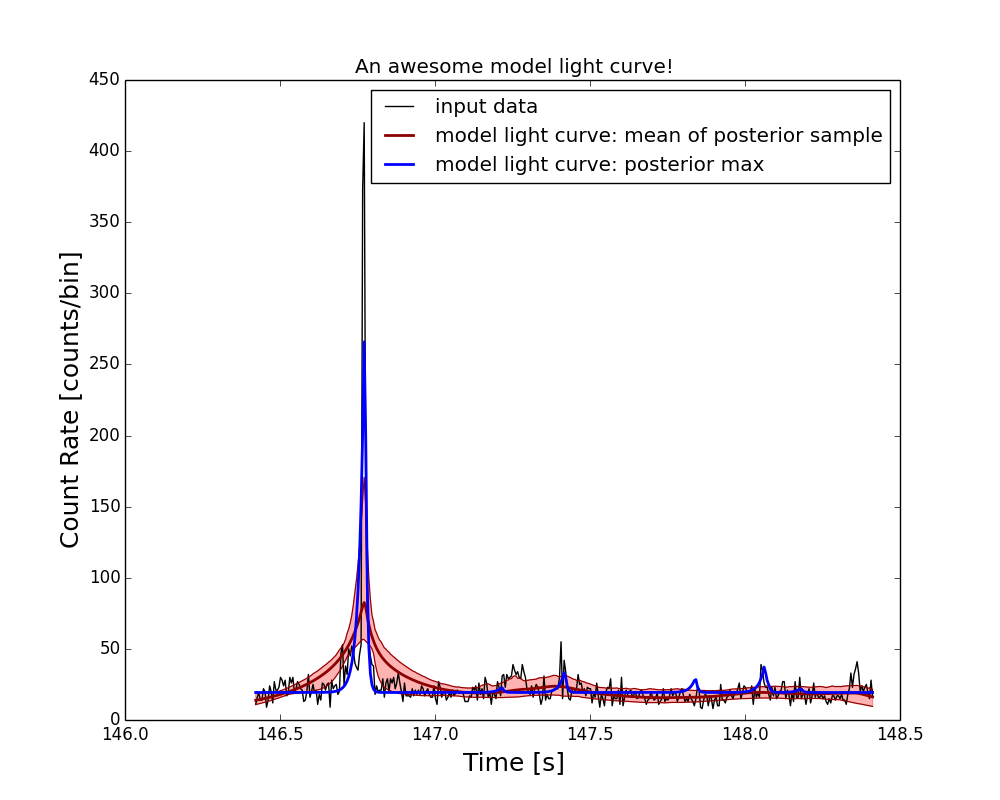 An awesome model light curve!
450
400
350
300
250
200
150
100
50
0
Count Rate [counts/bin]
input data
model light curve: mean of posterior sample
model light curve: posterior max
146.0 146.5 147.0 147.5 148.0 148.5
Time [s]